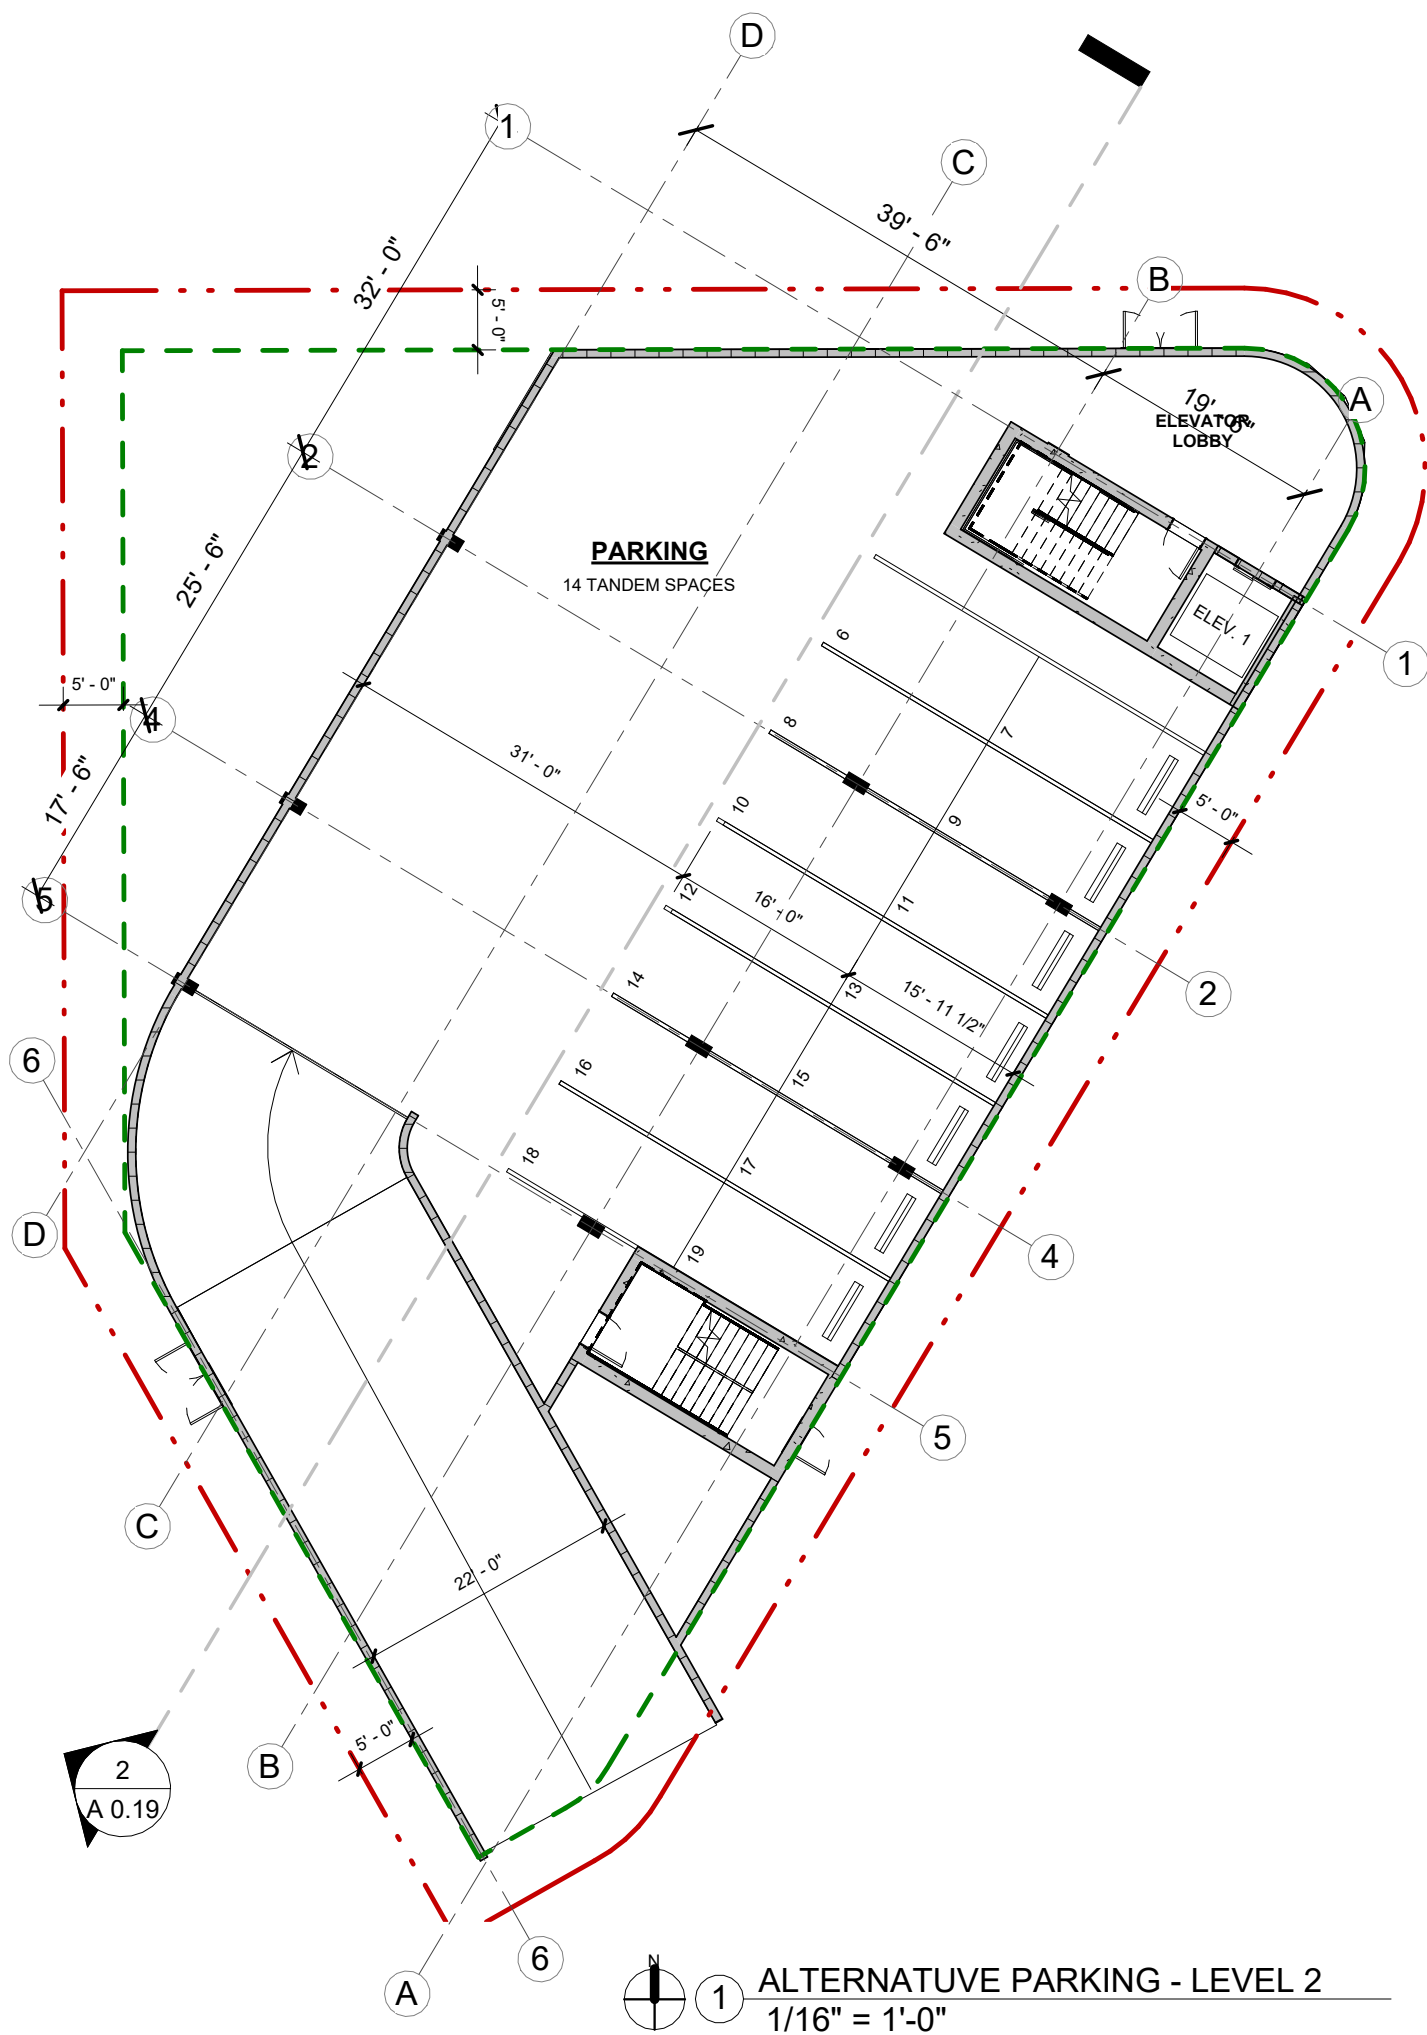 D
1
C
39' - 6"
32' - 0"
B
5' - 0"
19' - 6"
A
ELEVATOR
LOBBY
2
PARKING
14 TANDEM SPACES
25' - 6"
ELEV. 1
6
1
5' - 0"
4
8
7
31' - 0"
17' - 6"
10
9
5' - 0"
5
12
16' - 0"
11
14
13
15' - 11 1/2"
2
6
16
15
18
17
D
19
4
5
C
22' - 0"
5' - 0"
B
2
A 0.19
6
A
N
1
ALTERNATUVE PARKING - LEVEL 2
1/16" = 1'-0"